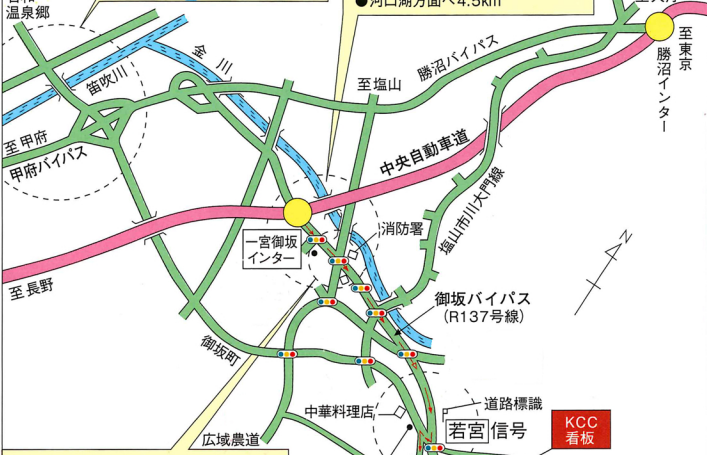 温泉郷
●河口湖方面へ4.5km
金川
笛吹川
至塩山
勝沼バイパス
至東京
勝沼インター
至甲府
甲府バイパス
中央自動車道
塩山市川大門線
消防署
一宮御坂
インター
N
至長野
御坂バイパス
(R137号線)
御坂町
道路標識
中華料理店
若宮信号
KCC
看板
広域農道